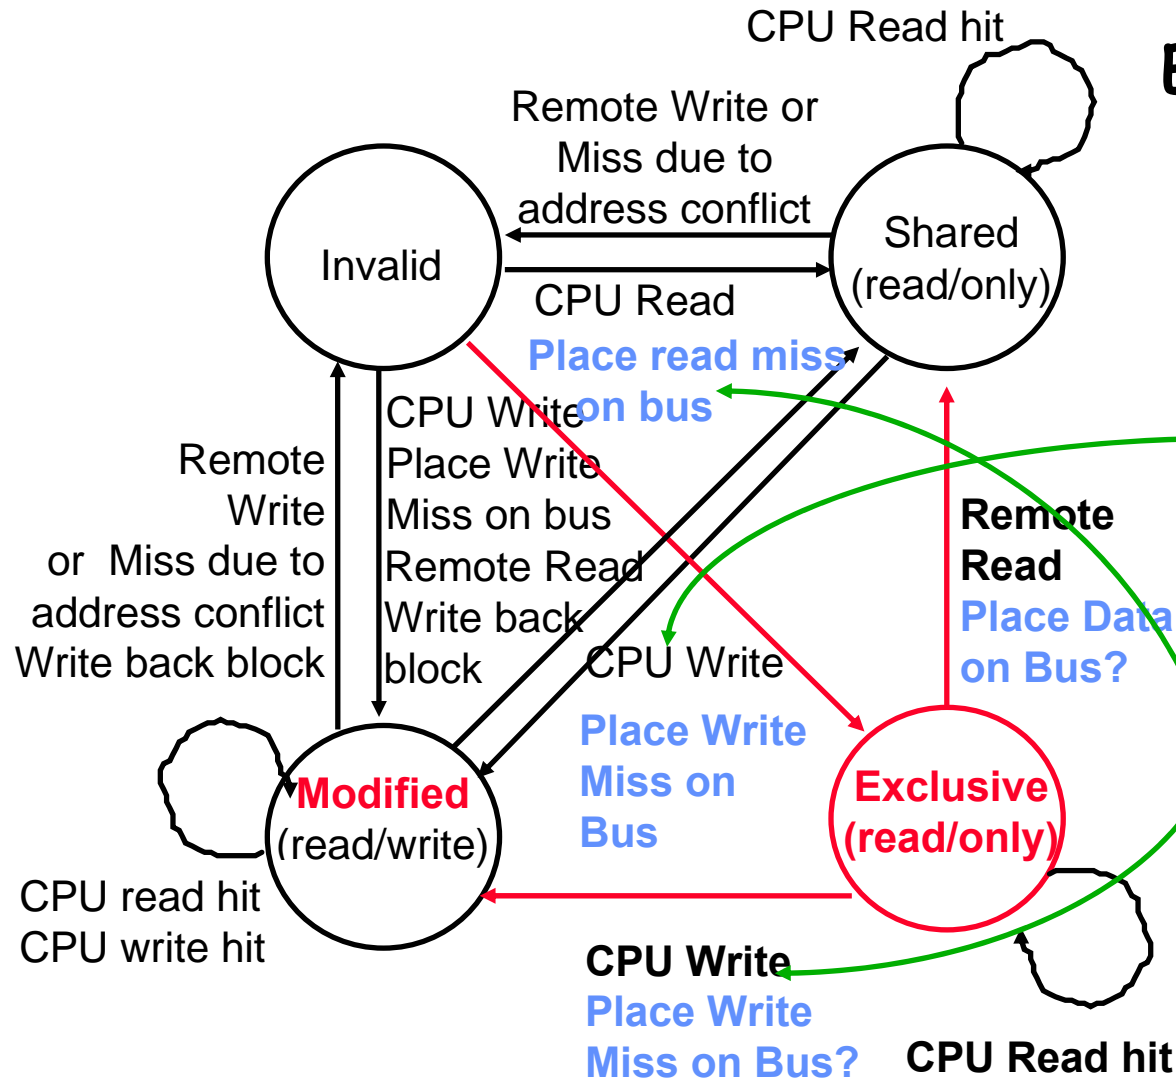 CPU Read hit
Remote Write or
Miss due to
address conflict
Invalid
Shared
(read/only)
CPU Read
Place read miss
on bus
CPU Write
Place Write
Miss on bus
Remote Read
Write back
block
Remote
Write
or Miss due to
address conflict
Write back block
Remote
Read
Place Data
on Bus?
CPU Write
Place Write
Miss on
Bus
Modified
(read/write)
Exclusive
(read/only)
CPU read hit
CPU write hit
CPU Write
Place Write
Miss on Bus?
CPU Read hit